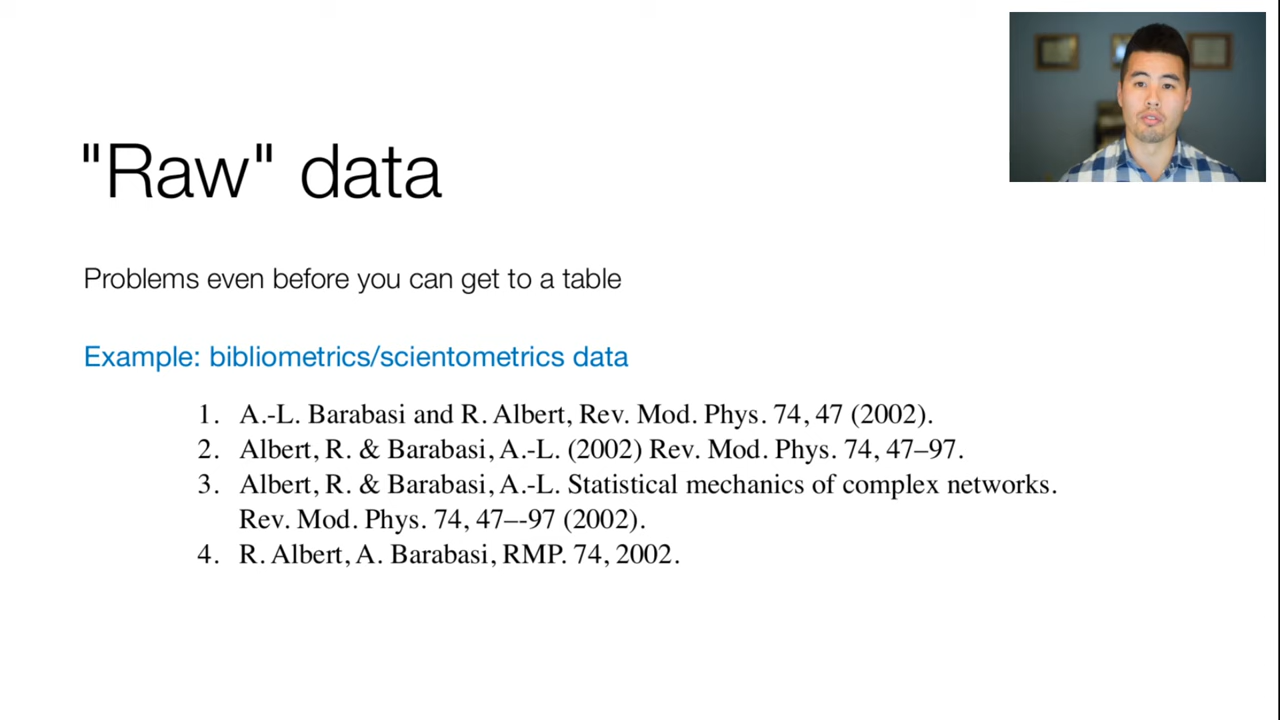 "Raw" data
Problems even before you can get to a table
Example: bibliometrics/scientometrics data
1. A.-L. Barabasi and R. Albert, Rev. Mod. Phys. 74, 47 (2002).
2. Albert, R. & Barabasi, A.-L. (2002) Rev. Mod. Phys. 74, 47–97.
3. Albert, R. & Barabasi, A.-L. Statistical mechanics of complex networks.
Rev. Mod. Phys. 74, 47–-97 (2002).
4. R. Albert, A. Barabasi, RMP. 74, 2002.